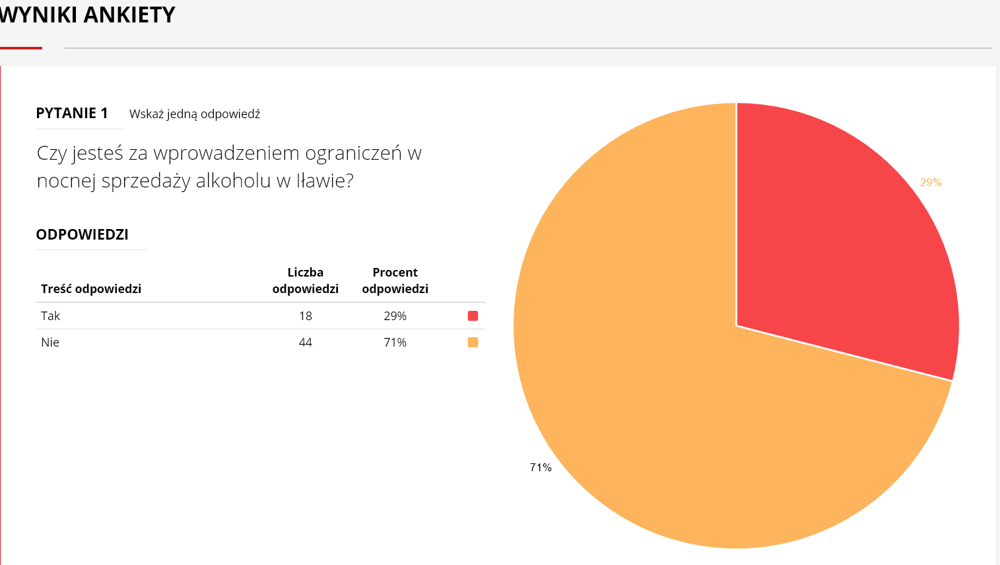 WYNIKI ANKIETY
PYTANIE 1 Wskaż jedną odpowiedź
Czy jesteś za wprowadzeniem ograniczeń w
nocnej sprzedaży alkoholu w Iławie?
ODPOWIEDZI
Treść odpowiedzi Liczba odpowiedzi Procent odpowiedzi
Tak 18 29%
Nie 44 71%
29%
71%